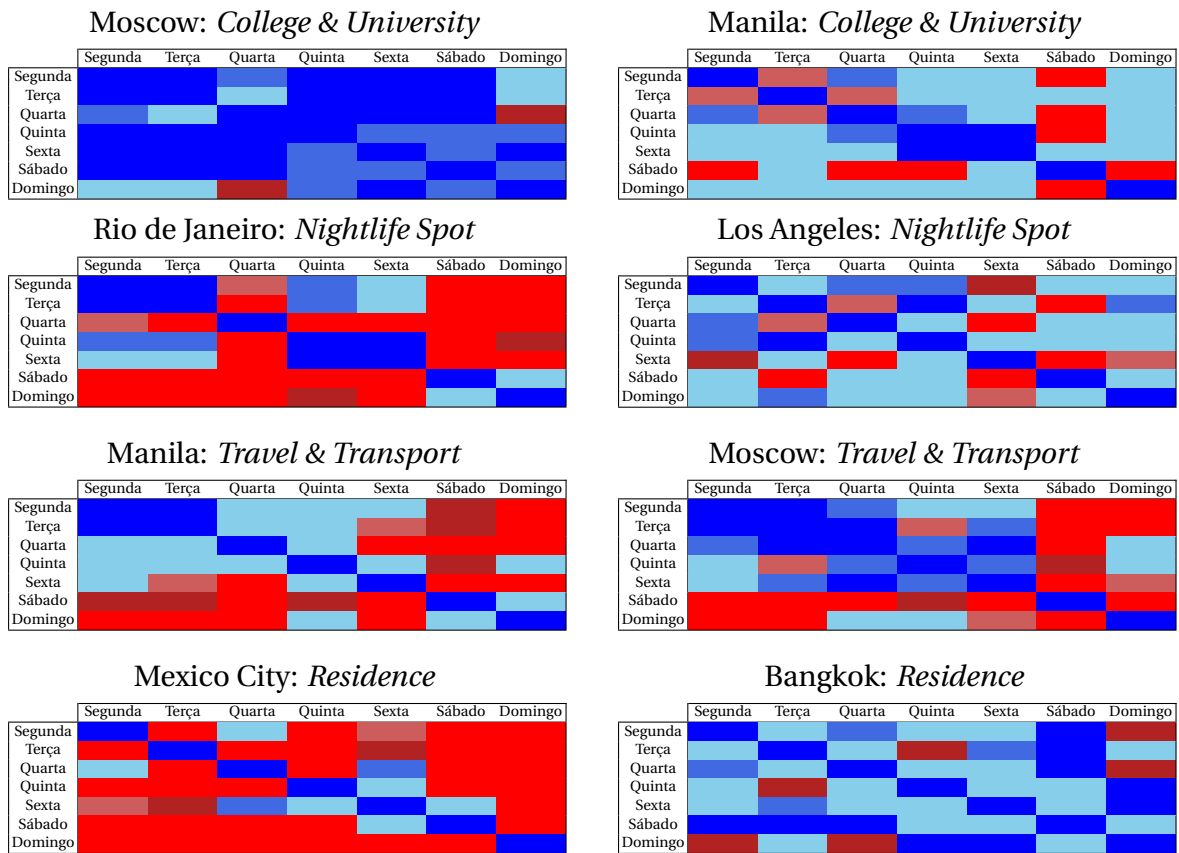 Moscow: College & University
Segunda Terça Quarta Quinta Sexta Sábado Domingo
Segunda
Terça
Quarta
Quinta
Sexta
Sábado
Domingo
Manila: College & University
Segunda Terça Quarta Quinta Sexta Sábado Domingo
Segunda
Terça
Quarta
Quinta
Sexta
Sábado
Domingo
Rio de Janeiro: Nightlife Spot
Segunda Terça Quarta Quinta Sexta Sábado Domingo
Segunda
Terça
Quarta
Quinta
Sexta
Sábado
Domingo
Los Angeles: Nightlife Spot
Segunda Terça Quarta Quinta Sexta Sábado Domingo
Segunda
Terça
Quarta
Quinta
Sexta
Sábado
Domingo
Manila: Travel & Transport
Segunda Terça Quarta Quinta Sexta Sábado Domingo
Segunda
Terça
Quarta
Quinta
Sexta
Sábado
Domingo
Moscow: Travel & Transport
Segunda Terça Quarta Quinta Sexta Sábado Domingo
Segunda
Terça
Quarta
Quinta
Sexta
Sábado
Domingo
Mexico City: Residence
Segunda Terça Quarta Quinta Sexta Sábado Domingo
Segunda
Terça
Quarta
Quinta
Sexta
Sábado
Domingo
Bangkok: Residence
Segunda Terça Quarta Quinta Sexta Sábado Domingo
Segunda
Terça
Quarta
Quinta
Sexta
Sábado
Domingo